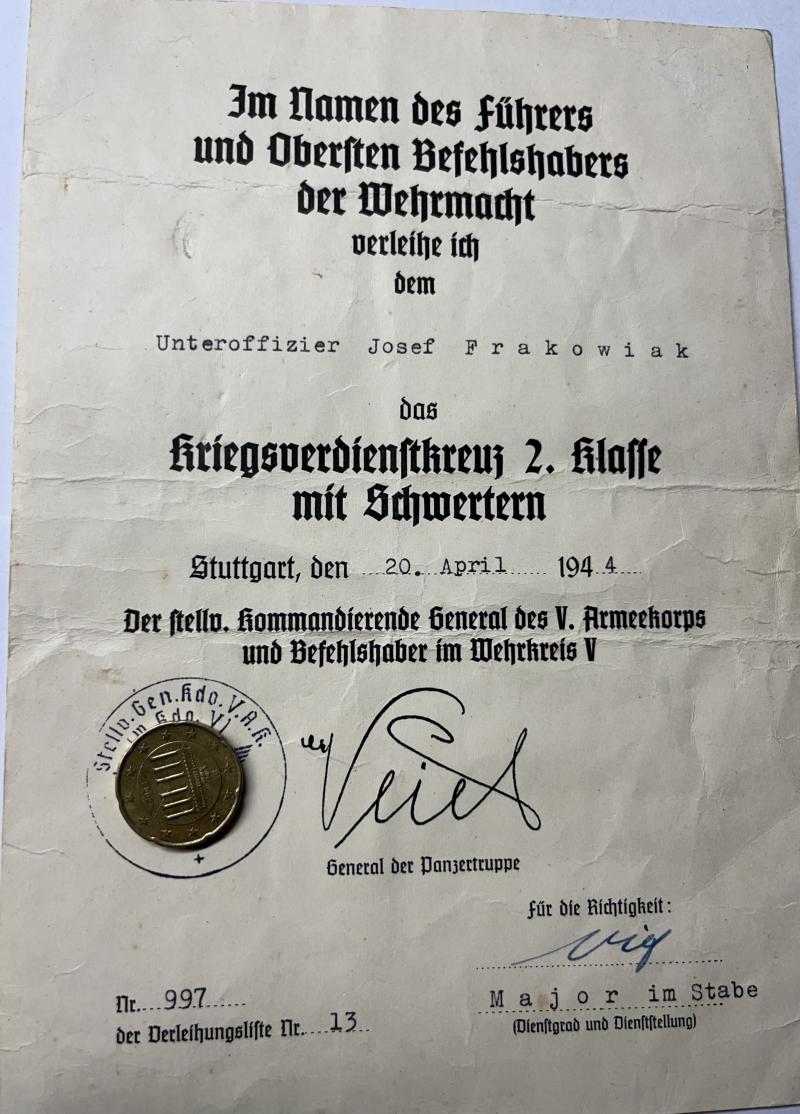 Im Namen des Führers
und Obersten Befehlshabers
der Wehrmacht
verleihe ich
dem
Unteroffizier Josef Frakowiak
das
Kriegsverdienstkreuz 2. Klasse
mit Schwertern
Stuttgart, den 20. April 1944
Der stellv. Kommandierende General des V. Armeekorps
und Befehlshaber im Wehrkreis V
Stellv. Gen. Kdo. V. A. K.
Veiel
General der Panzertruppe
Für die Richtigkeit:
Major im Stabe
(Dienstgrad und Dienststellung)
Nr. 997
der Verleihungsliste Nr. 13